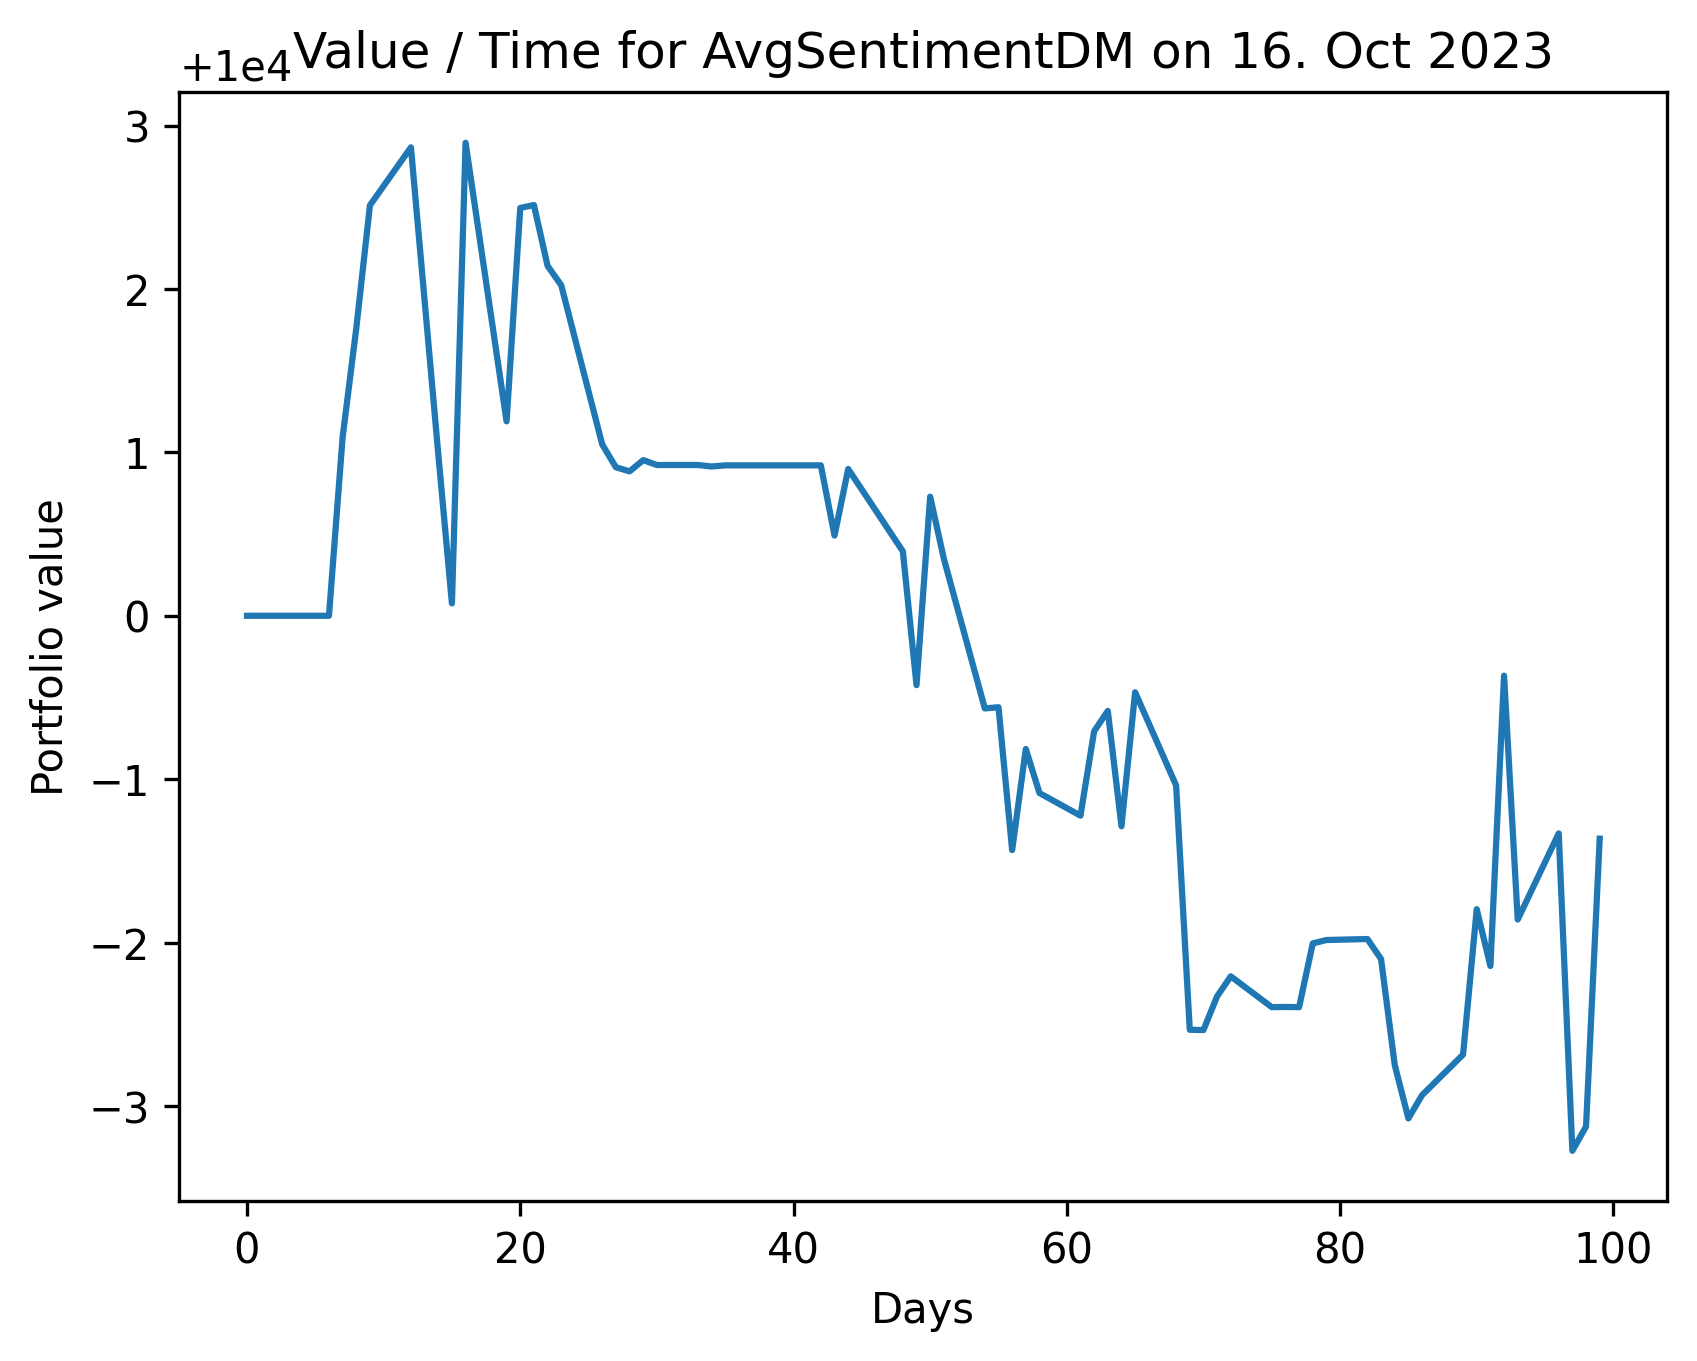 Value / Time for AvgSentimentDM on 16. Oct 2023
+1e4
3
2
1
0
−1
−2
−3
Portfolio value
0 20 40 60 80 100
Days